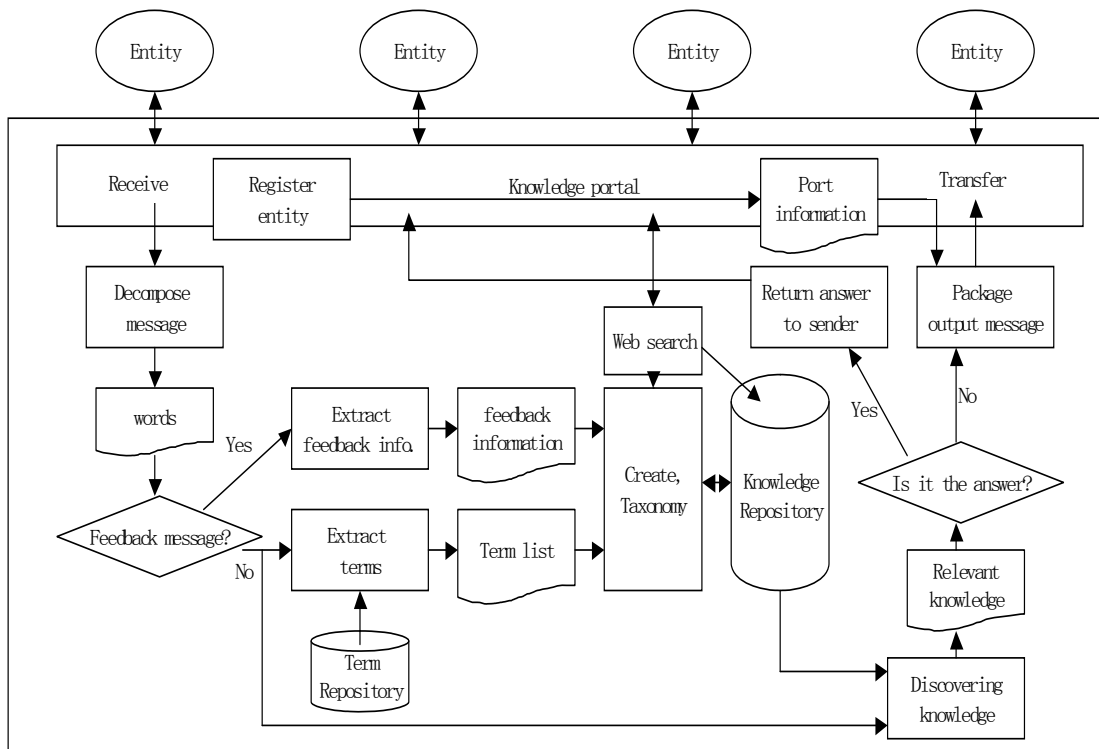 Entity
Entity
Entity
Entity
Receive
Register
entity
Knowledge portal
Port
information
Transfer
Decompose
message
Web search
Return answer
to sender
Package
output message
words
Yes
Extract
feedback info.
feedback
information
Create,
Taxonomy
Knowledge
Repository
Yes
No
Is it the answer?
Feedback message?
No
Extract
terms
Term list
Relevant
knowledge
Term
Repository
Discovering
knowledge